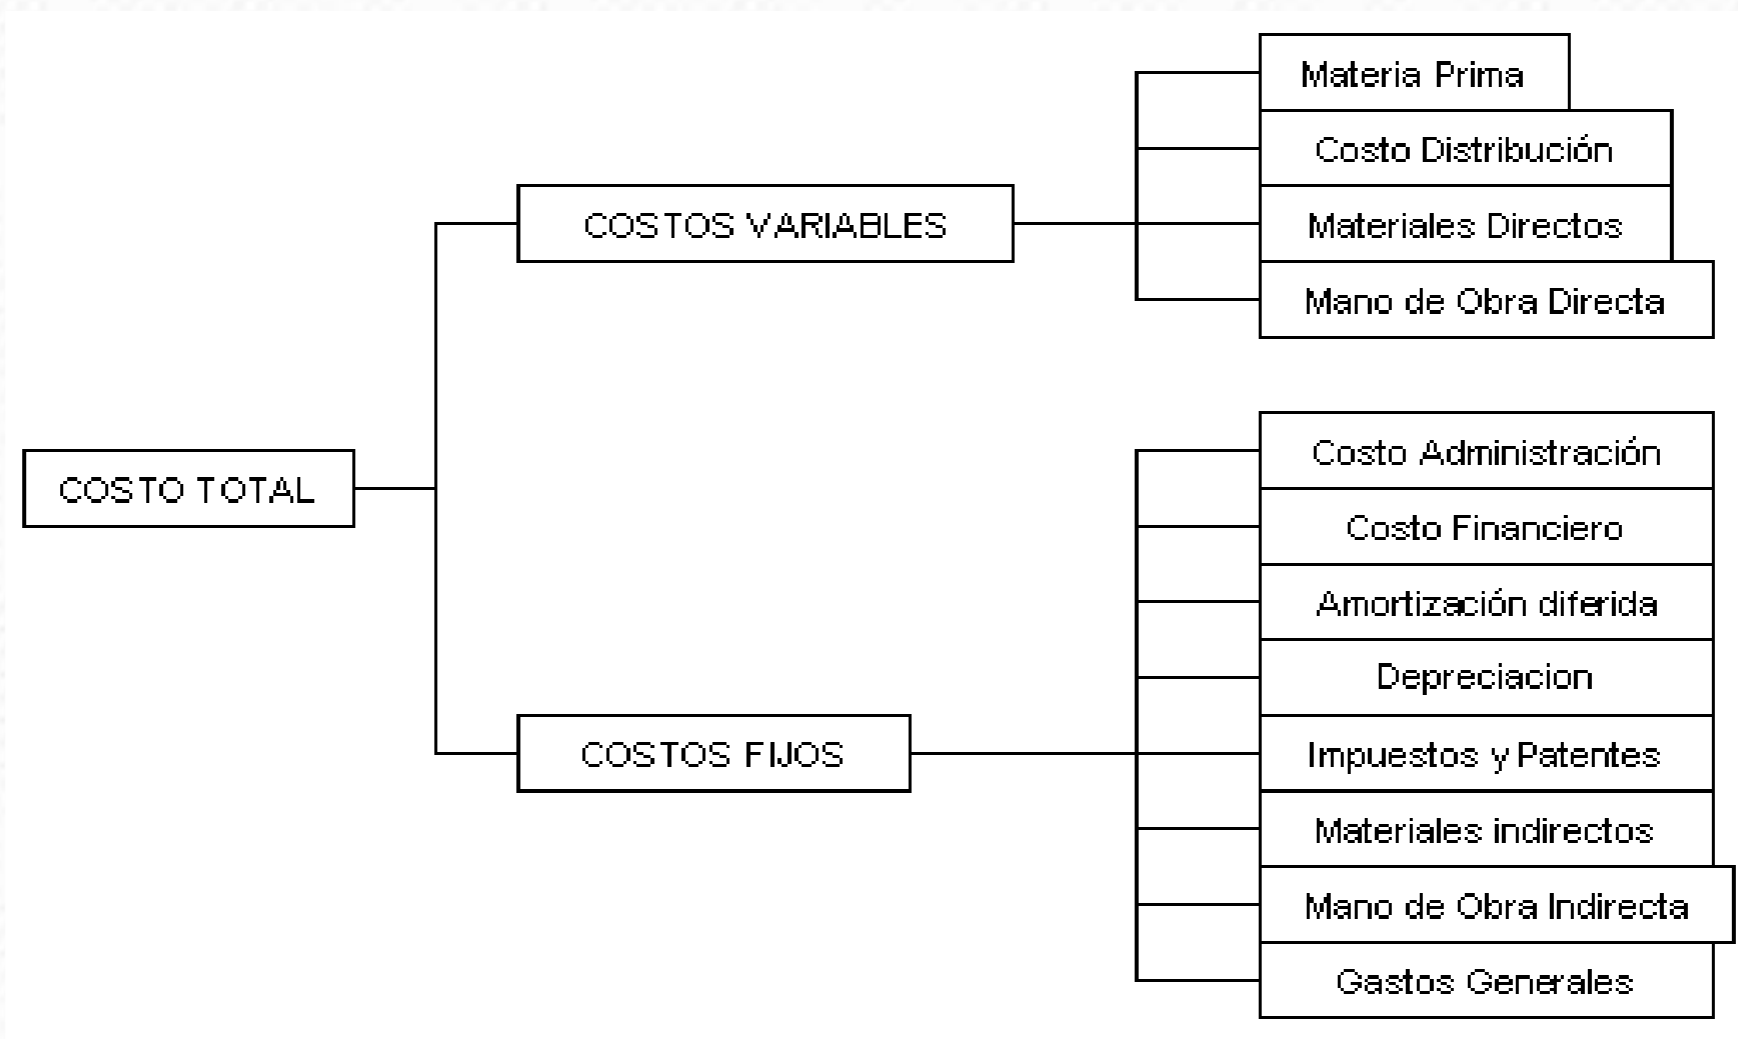 Materia Prima
Costo Distribución
COSTOS VARIABLES
Materiales Directos
Mano de Obra Directa
COSTO TOTAL
Costo Administración
Costo Financiero
Amortización diferida
Depreciacion
COSTOS FIJOS
Impuestos y Patentes
Materiales indirectos
Mano de Obra Indirecta
Gastos Generales